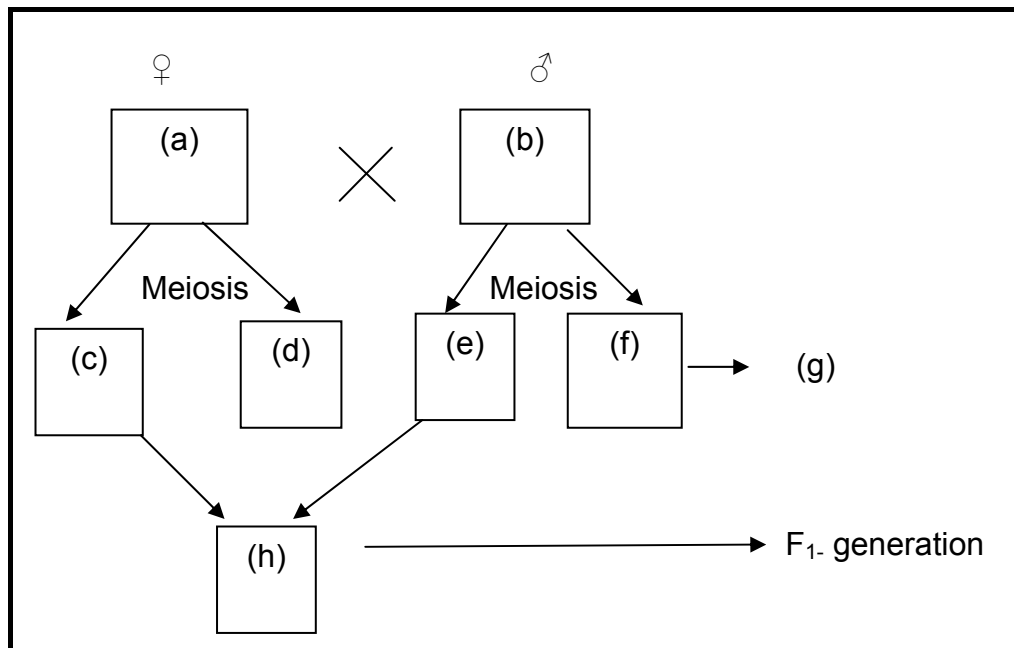 ♀ ♂
(a) (b)
Meiosis Meiosis
(c) (d) (e) (f) (g)
(h) F₁₋ generation